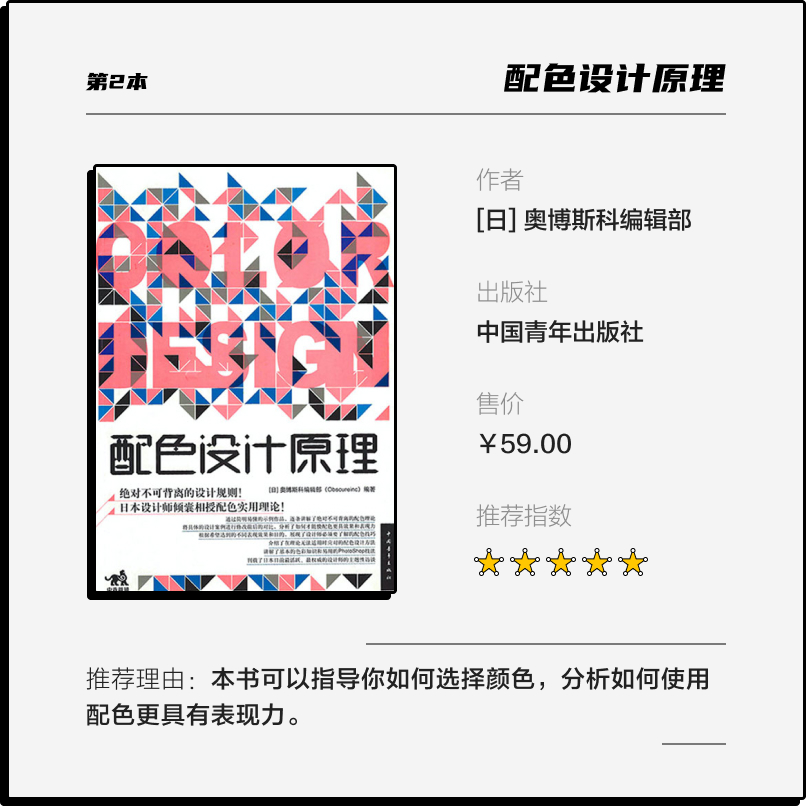 第2本
配色设计原理
COLOR
DESIGN
配色设计原理
[日] 奥博斯科编辑部《Obscureinc》编著
绝对不可背离的设计规则！
日本设计师倾囊相授配色实用理论！
中国青年出版社
作者
[日] 奥博斯科编辑部
出版社
中国青年出版社
售价
￥59.00
推荐指数
推荐理由：本书可以指导你如何选择颜色，分析如何使用
配色更具有表现力。